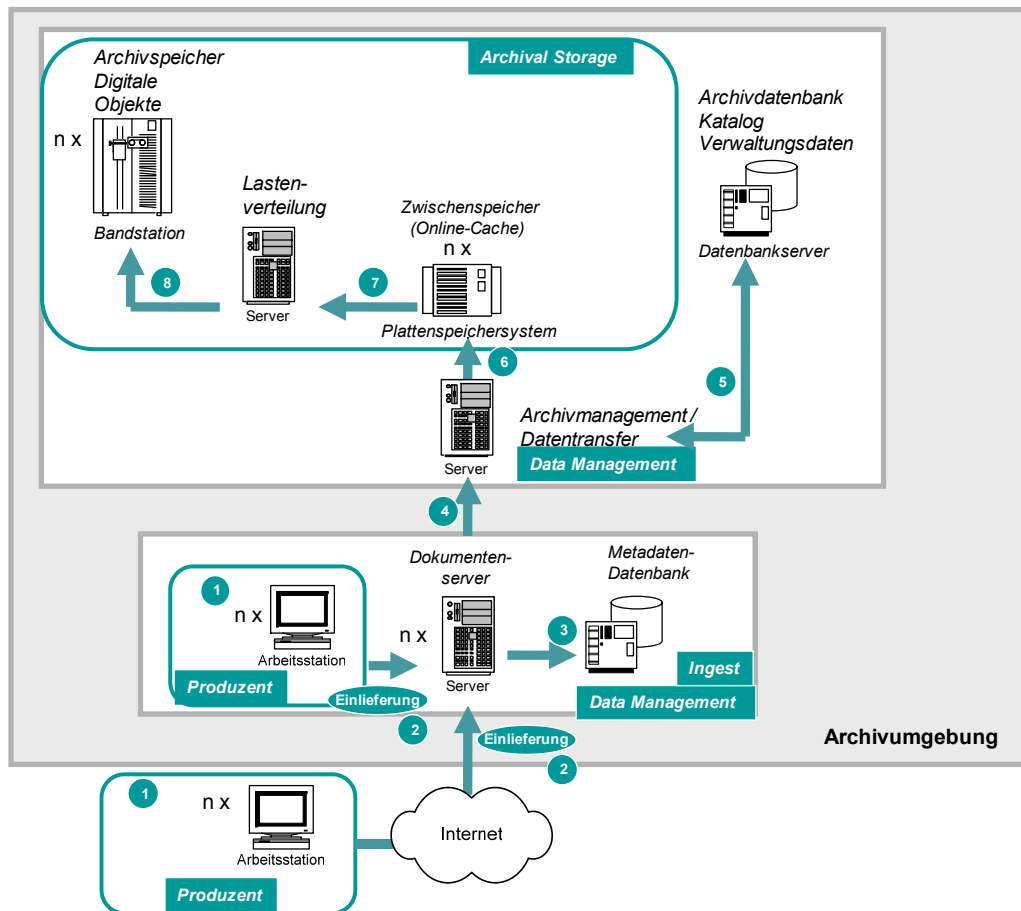 Archival Storage
Archivspeicher
Digitale
Objekte
n x
Bandstation
Lasten-
verteilung
Server
Zwischenspeicher
(Online-Cache)
n x
Plattenspeichersystem
Archivdatenbank
Katalog
Verwaltungsdaten
Datenbankserver
8
7
6
5
Server
Archivmanagement /
Datentransfer
Data Management
4
Dokumenten-
server
n x
Server
Metadaten-
Datenbank
1
n x
Arbeitsstation
Produzent
Einlieferung
2
3
Ingest
Data Management
Einlieferung
2
Archivumgebung
1
n x
Arbeitsstation
Produzent
Internet